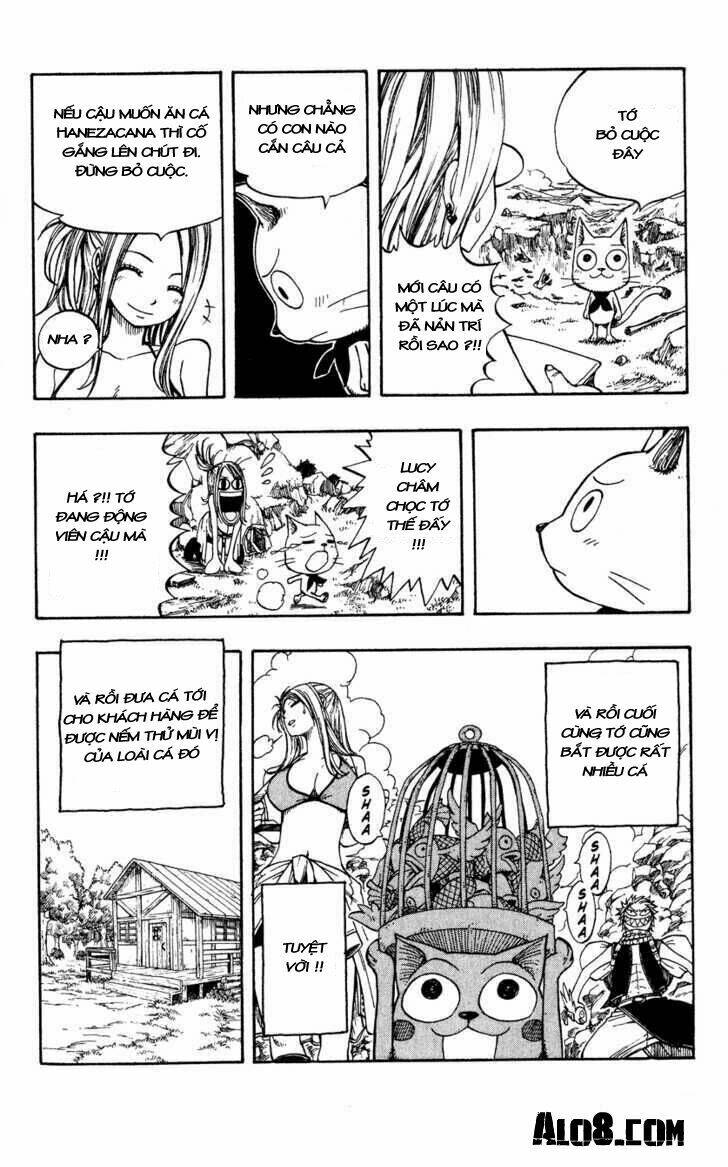 TỚ
BỎ CUỘC
ĐÂY
MỚI CÂU CÓ
MỘT LÚC MÀ
ĐÃ NẢN TRÍ
RỒI SAO ?!!
NHƯNG CHẲNG
CÓ CON NÀO
CẮN CÂU CẢ
NẾU CẬU MUỐN ĂN CÁ
HANEZACANA THÌ CỐ
GẮNG LÊN CHÚT ĐI.
ĐỪNG BỎ CUỘC.
NHA ?
LUCY
CHÂM
CHỌC TỚ
THẾ ĐẤY
!!!
HÁ ?!! TỚ
ĐANG ĐỘNG
VIÊN CẬU MÀ
!!!
VÀ RỒI CUỐI
CÙNG TỚ CŨNG
BẮT ĐƯỢC RẤT
NHIỀU CÁ
SHAA
SHAA
SHAA
TUYỆT
VỜI !!
VÀ RỒI ĐƯA CÁ TỚI
CHO KHÁCH HÀNG ĐỂ
ĐƯỢC NẾM THỬ MÙI VỊ
CỦA LOÀI CÁ ĐÓ
ALO8.COM